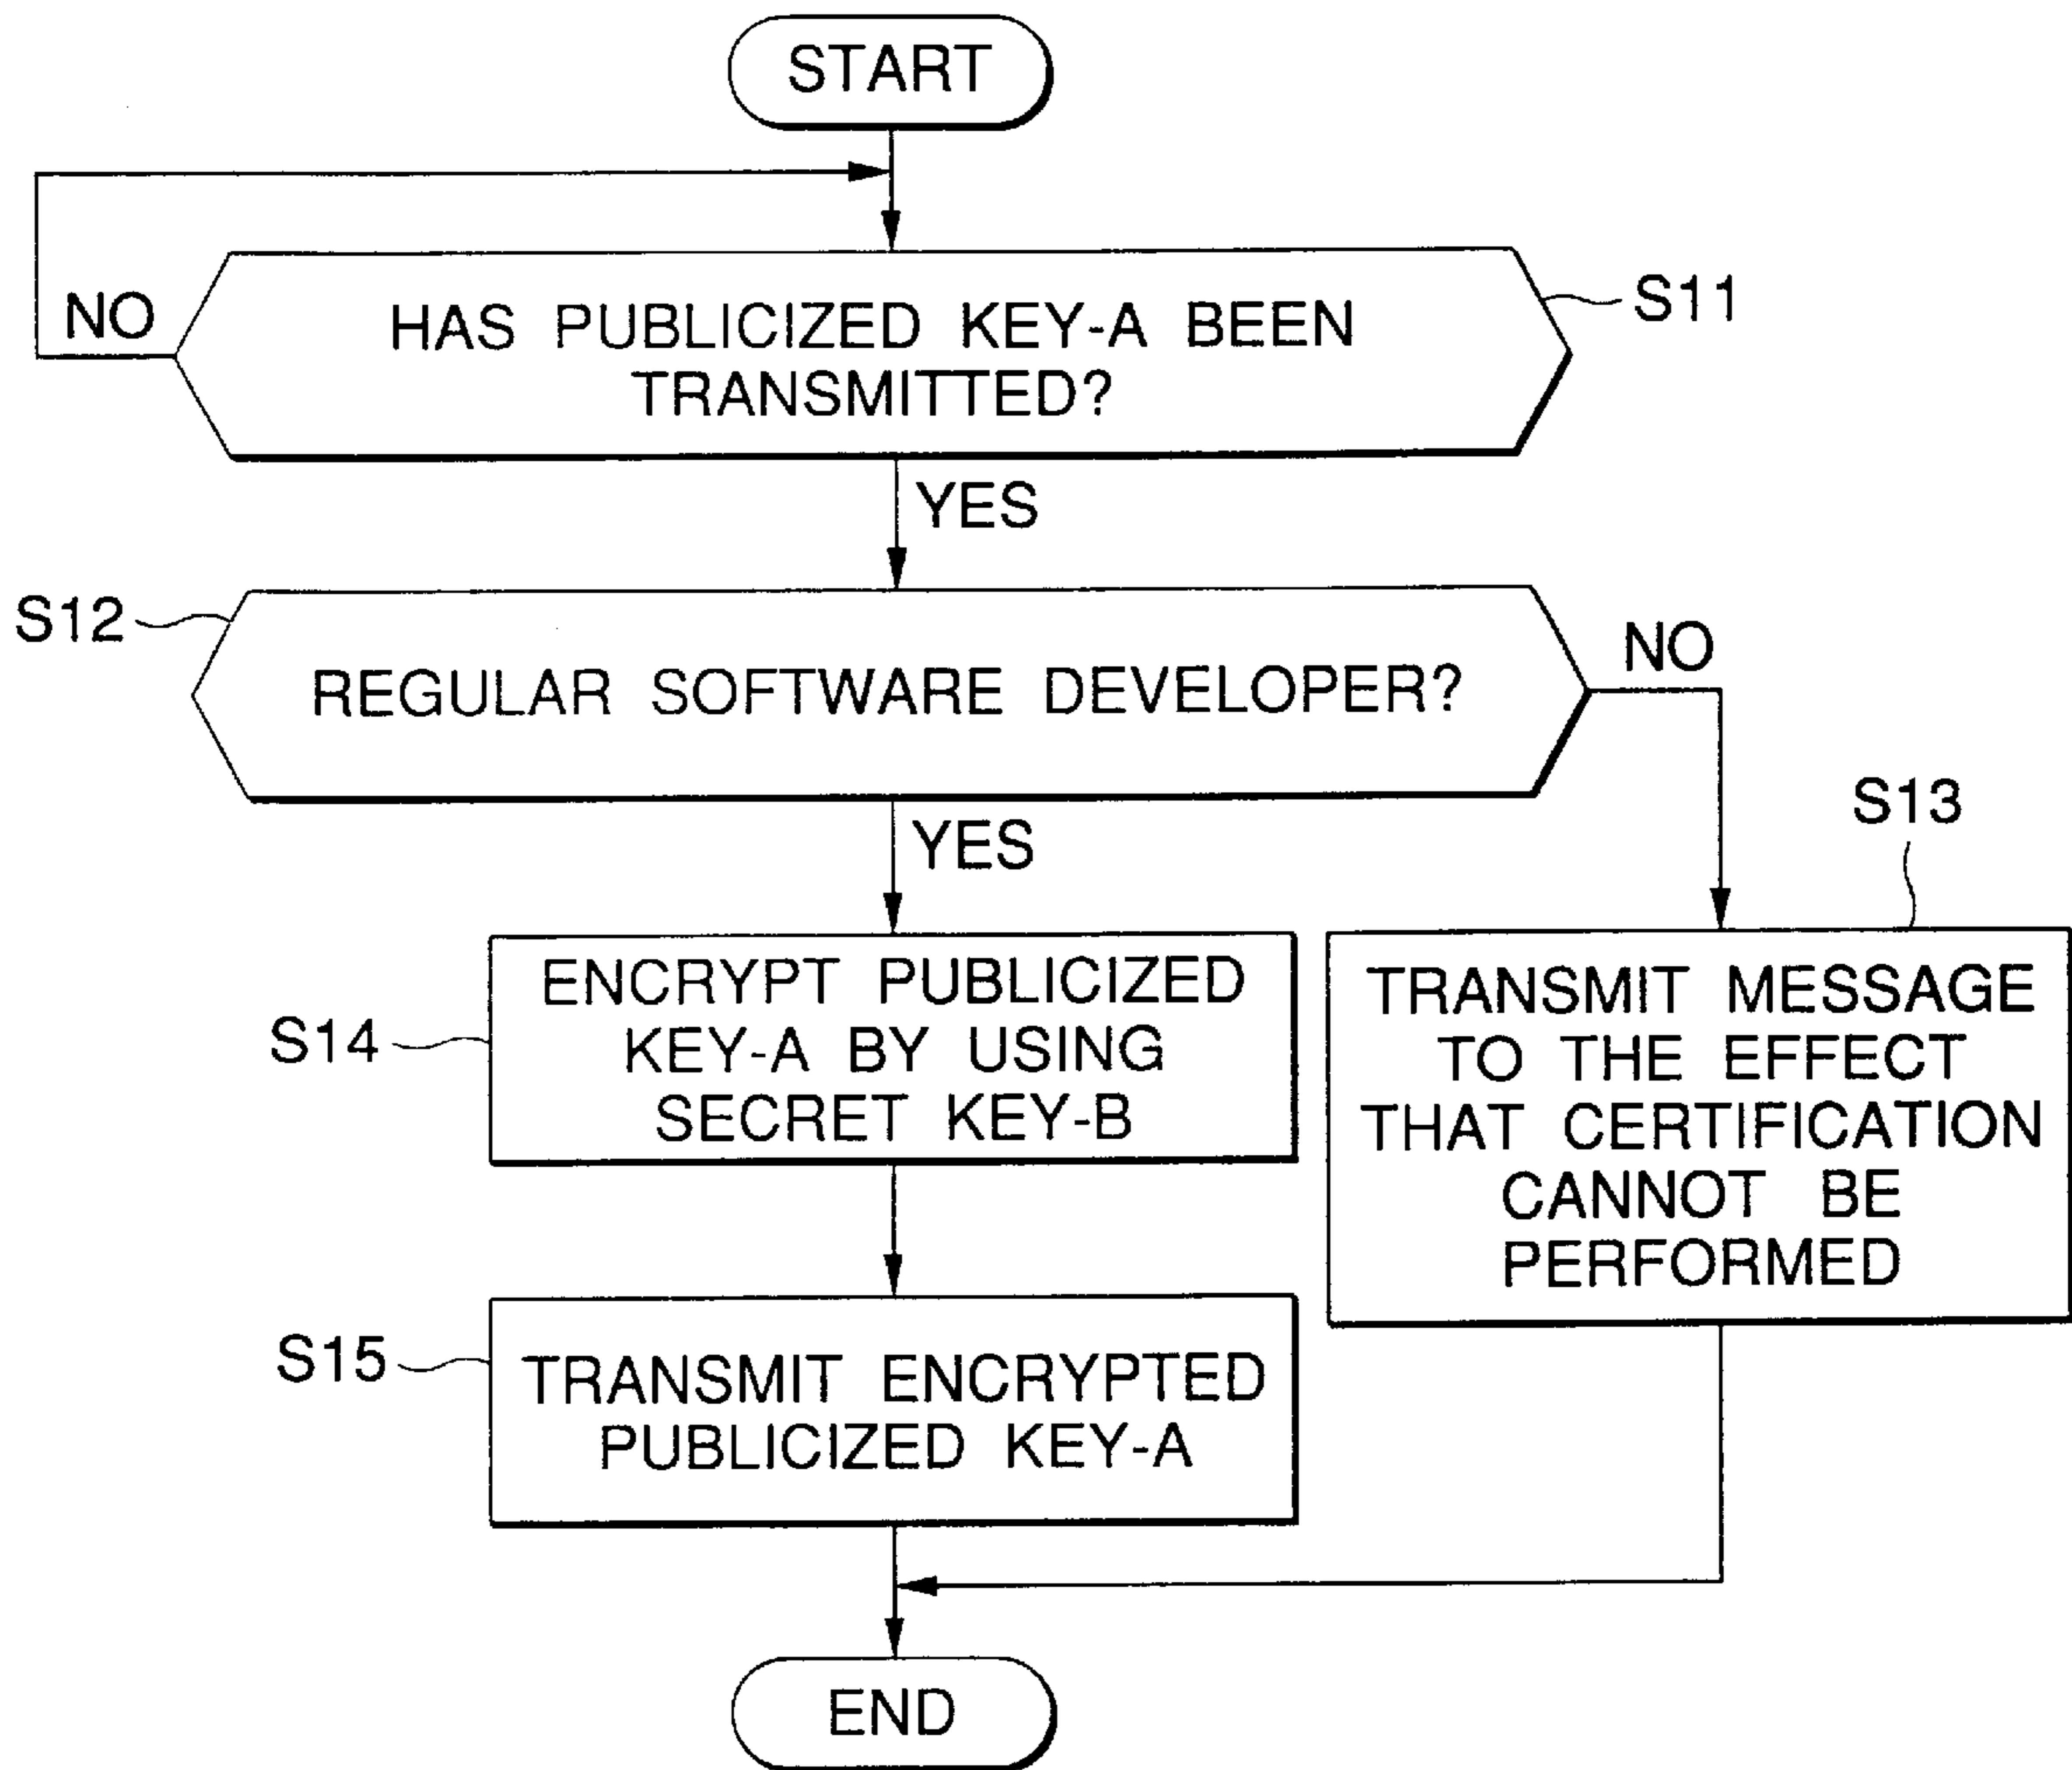 START
NO
HAS PUBLICIZED KEY-A BEEN
TRANSMITTED?
S11
YES
S12
REGULAR SOFTWARE DEVELOPER?
NO
YES
S13
S14
ENCRYPT PUBLICIZED
KEY-A BY USING
SECRET KEY-B
TRANSMIT MESSAGE
TO THE EFFECT
THAT CERTIFICATION
CANNOT BE
PERFORMED
S15
TRANSMIT ENCRYPTED
PUBLICIZED KEY-A
END